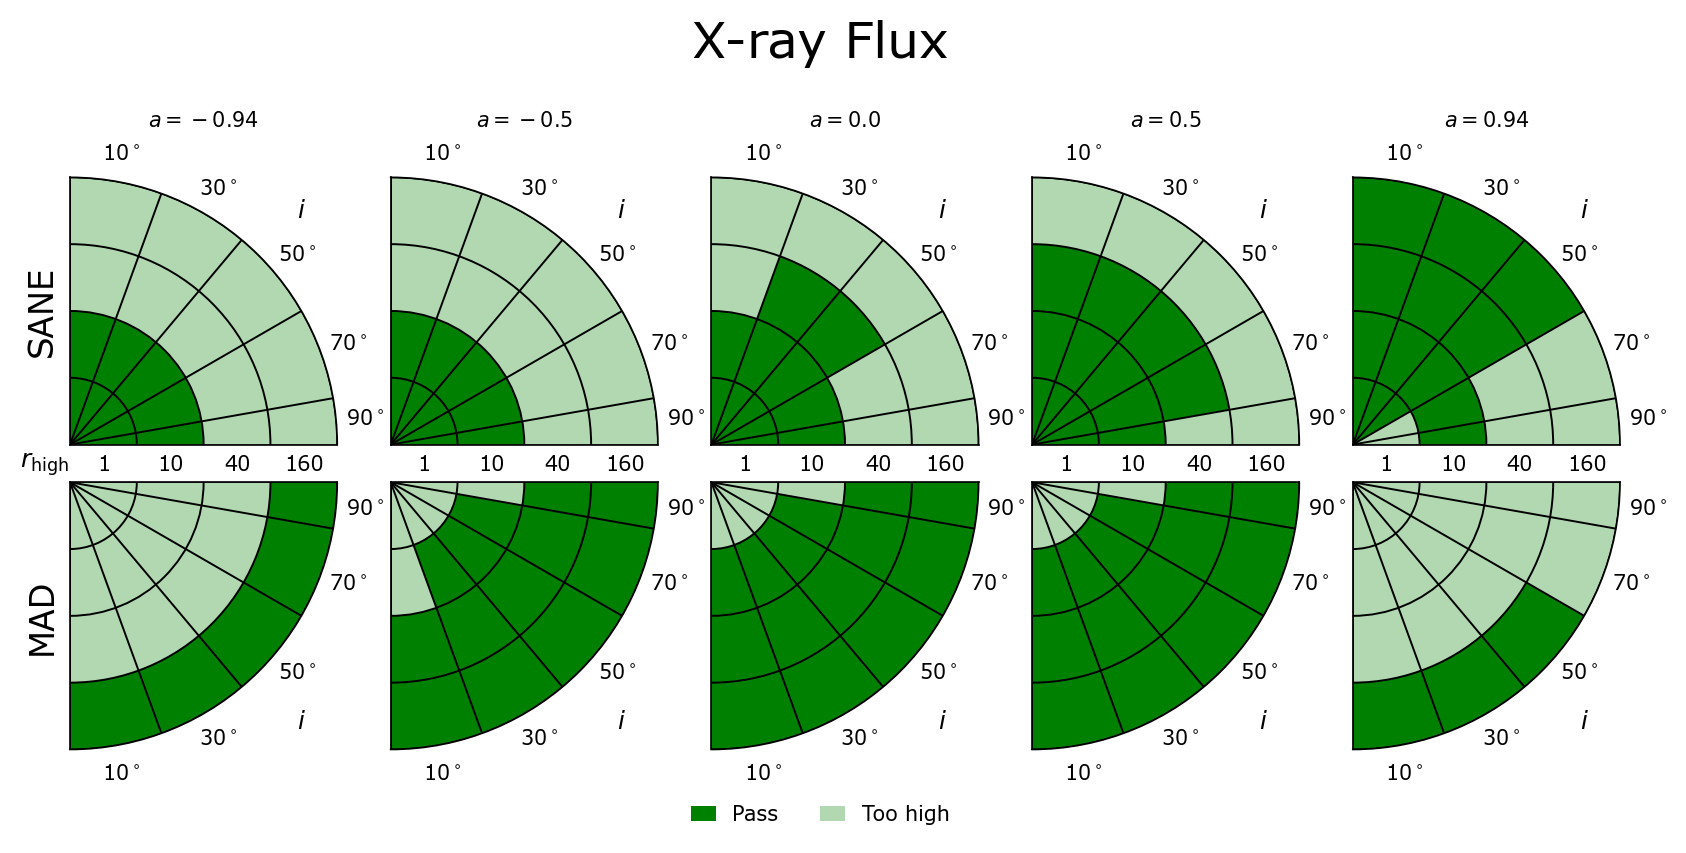 X-ray Flux
a = −0.94 a = −0.5 a = 0.0 a = 0.5 a = 0.94
10° 10° 10° 10° 10°
30° 30° 30° 30° 30°
i i i i i
50° 50° 50° 50° 50°
SANE
70° 70° 70° 70° 70°
90° 90° 90° 90° 90°
r_high 1 10 40 160 1 10 40 160 1 10 40 160 1 10 40 160 1 10 40 160
90° 90° 90° 90° 90°
70° 70° 70° 70° 70°
MAD
50° 50° 50° 50° 50°
i i i i i
30° 30° 30° 30° 30°
10° 10° 10° 10° 10°
Pass Too high